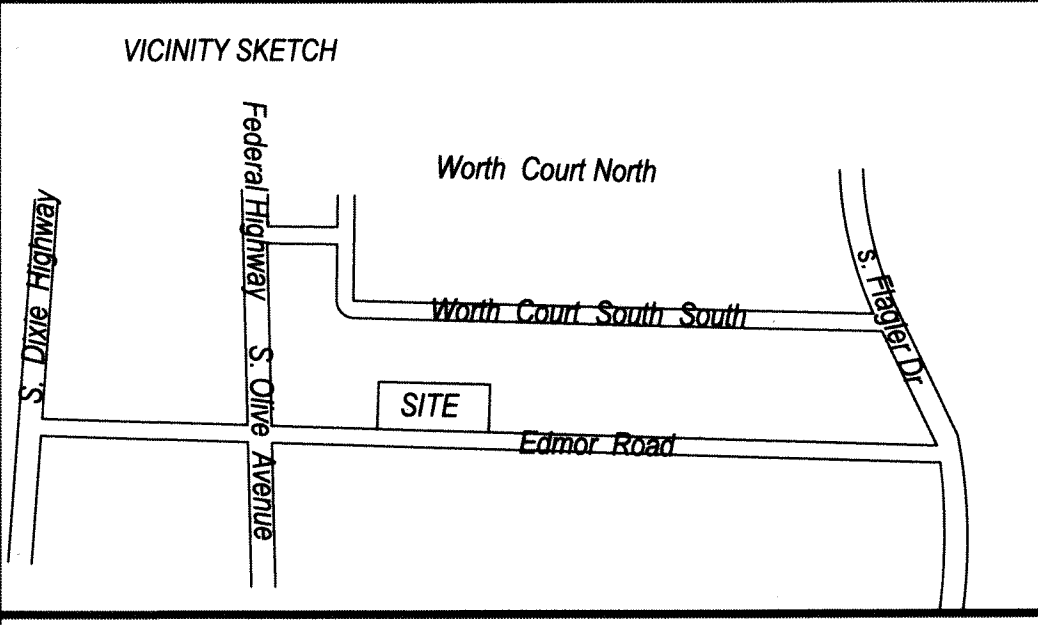 VICINITY SKETCH
Federal Highway
Worth Court North
S. Dixie Highway
s. Flagler Dr
Worth Court South South
S. Olive Avenue
SITE
Edmor Road